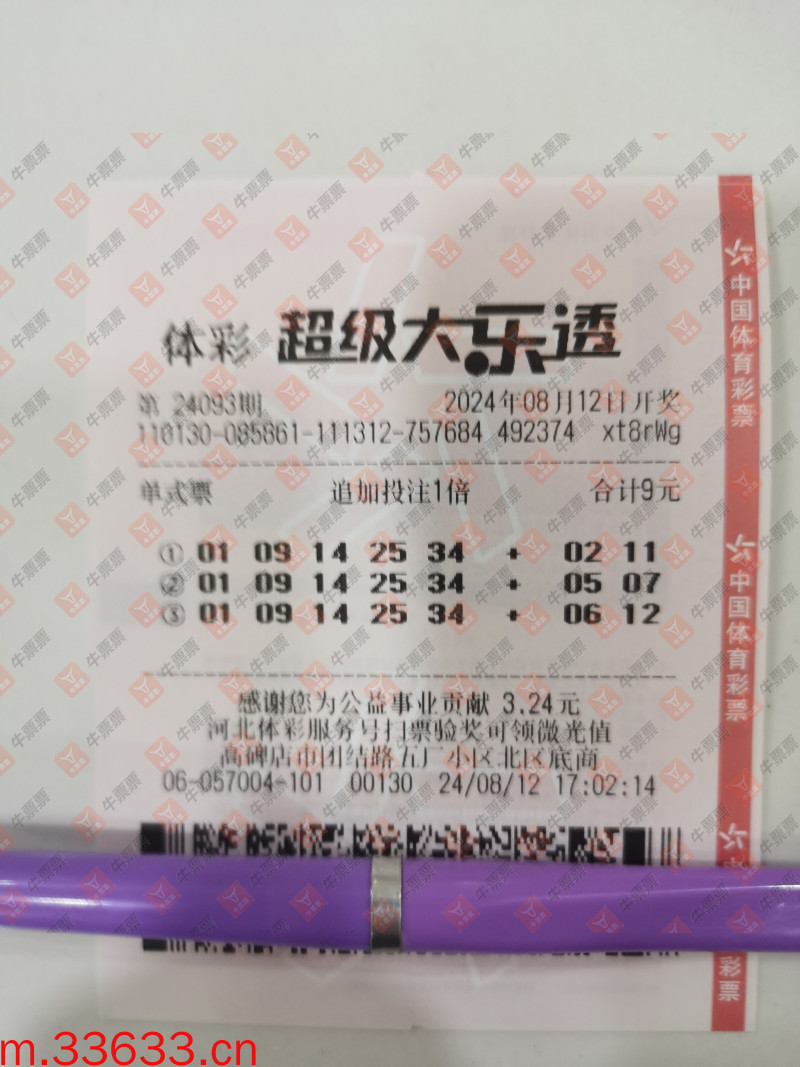 体彩 超级大乐透
第 24093期 2024年08月12日开奖
110130-085861-111312-757684 492374 xt8rWg
单式票 追加投注1倍 合计9元
① 01 09 14 25 34 + 02 11
② 01 09 14 25 34 + 05 07
③ 01 09 14 25 34 + 06 12
感谢您为公益事业贡献 3.24元
河北体彩服务号扫票验奖可领微光值
高碑店市团结路五厂小区北区底商
06-057004-101 00130 24/08/12 17:02:14
中国体育彩票
中国体育彩票
中
彩票
牛票票
m.33633.cn